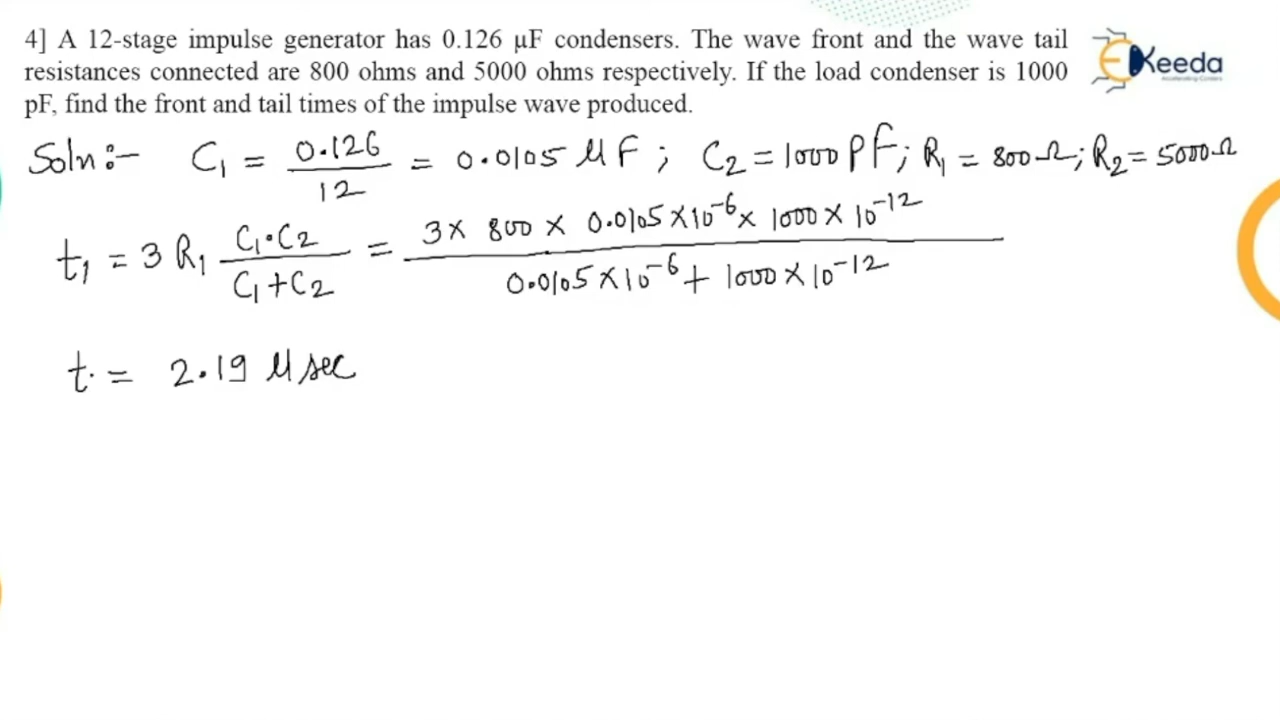 4] A 12-stage impulse generator has 0.126 μF condensers. The wave front and the wave tail
resistances connected are 800 ohms and 5000 ohms respectively. If the load condenser is 1000
pF, find the front and tail times of the impulse wave produced.
EKeeda
Soln:- C₁ = 0.126 / 12 = 0.0105 μF ; C₂ = 1000 PF; R₁ = 800Ω; R₂ = 5000Ω
t₁ = 3 R₁ C₁·C₂ / C₁+C₂ = 3 × 800 × 0.0105×10⁻⁶ × 1000 × 10⁻¹² / 0.0105×10⁻⁶ + 1000×10⁻¹²
t. = 2.19 μsec